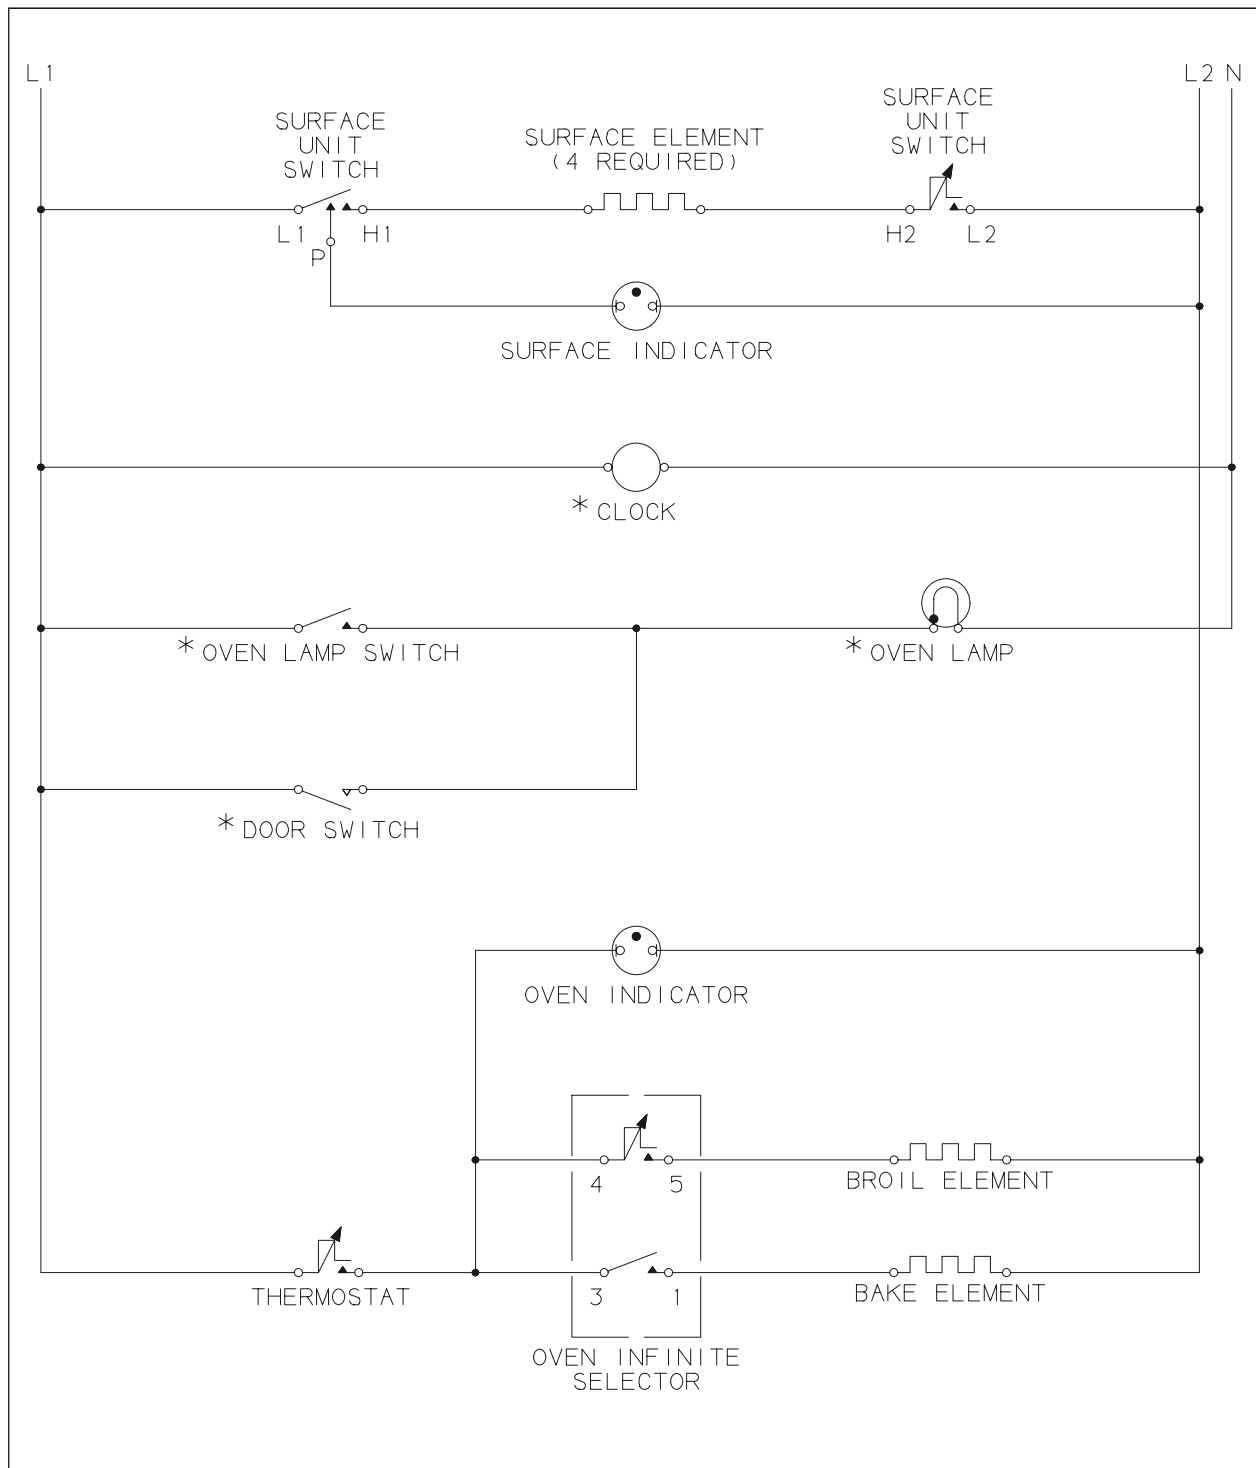 L1
L2 N
SURFACE
UNIT
SWITCH
SURFACE ELEMENT
(4 REQUIRED)
SURFACE
UNIT
SWITCH
L1
P
H1
H2
L2
SURFACE INDICATOR
* CLOCK
* OVEN LAMP SWITCH
* OVEN LAMP
* DOOR SWITCH
OVEN INDICATOR
4
5
BROIL ELEMENT
THERMOSTAT
3
1
BAKE ELEMENT
OVEN INFINITE
SELECTOR